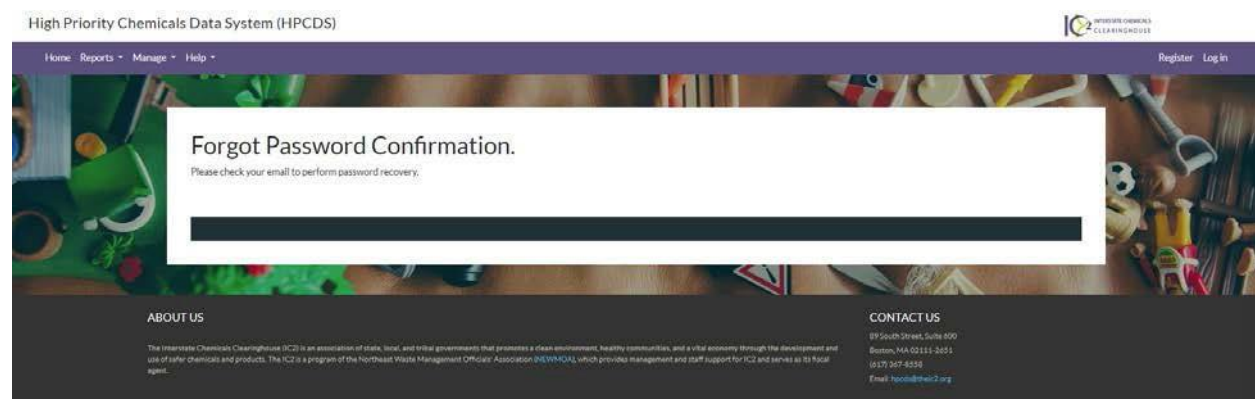 High Priority Chemicals Data System (HPCDS)
IC2 INTERSTATE CHEMICALS
CLEARINGHOUSE
Home Reports Manage Help Register Log in
Forgot Password Confirmation.
Please check your email to perform password recovery.
ABOUT US
The Interstate Chemicals Clearinghouse (IC2) is an association of state, local, and tribal governments that promotes a clean environment, healthy communities, and a vital economy through the development and
use of safer chemicals and products. The IC2 is a program of the Northeast Waste Management Officials' Association (NEWMOA), which provides management and staff support for IC2 and serves as its fiscal
agent.
CONTACT US
89 South Street, Suite 600
Boston, MA 02111-2651
(617) 367-8558
Email: hpcds@theic2.org